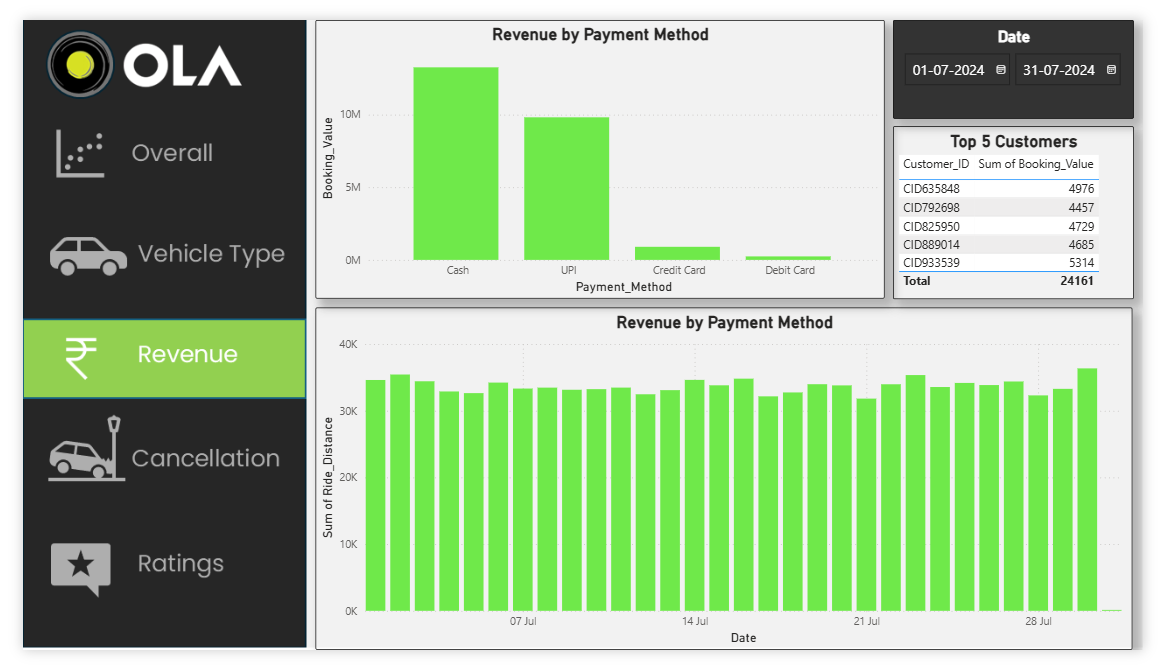 OLA
Overall
Vehicle Type
Revenue
Cancellation
Ratings
Revenue by Payment Method
Booking_Value
10M
5M
0M
Cash UPI Credit Card Debit Card
Payment_Method
Date
01-07-2024 31-07-2024
Top 5 Customers
Customer_ID Sum of Booking_Value
CID635848 4976
CID792698 4457
CID825950 4729
CID889014 4685
CID933539 5314
Total 24161
Revenue by Payment Method
Sum of Ride_Distance
40K
30K
20K
10K
0K
07 Jul 14 Jul 21 Jul 28 Jul
Date